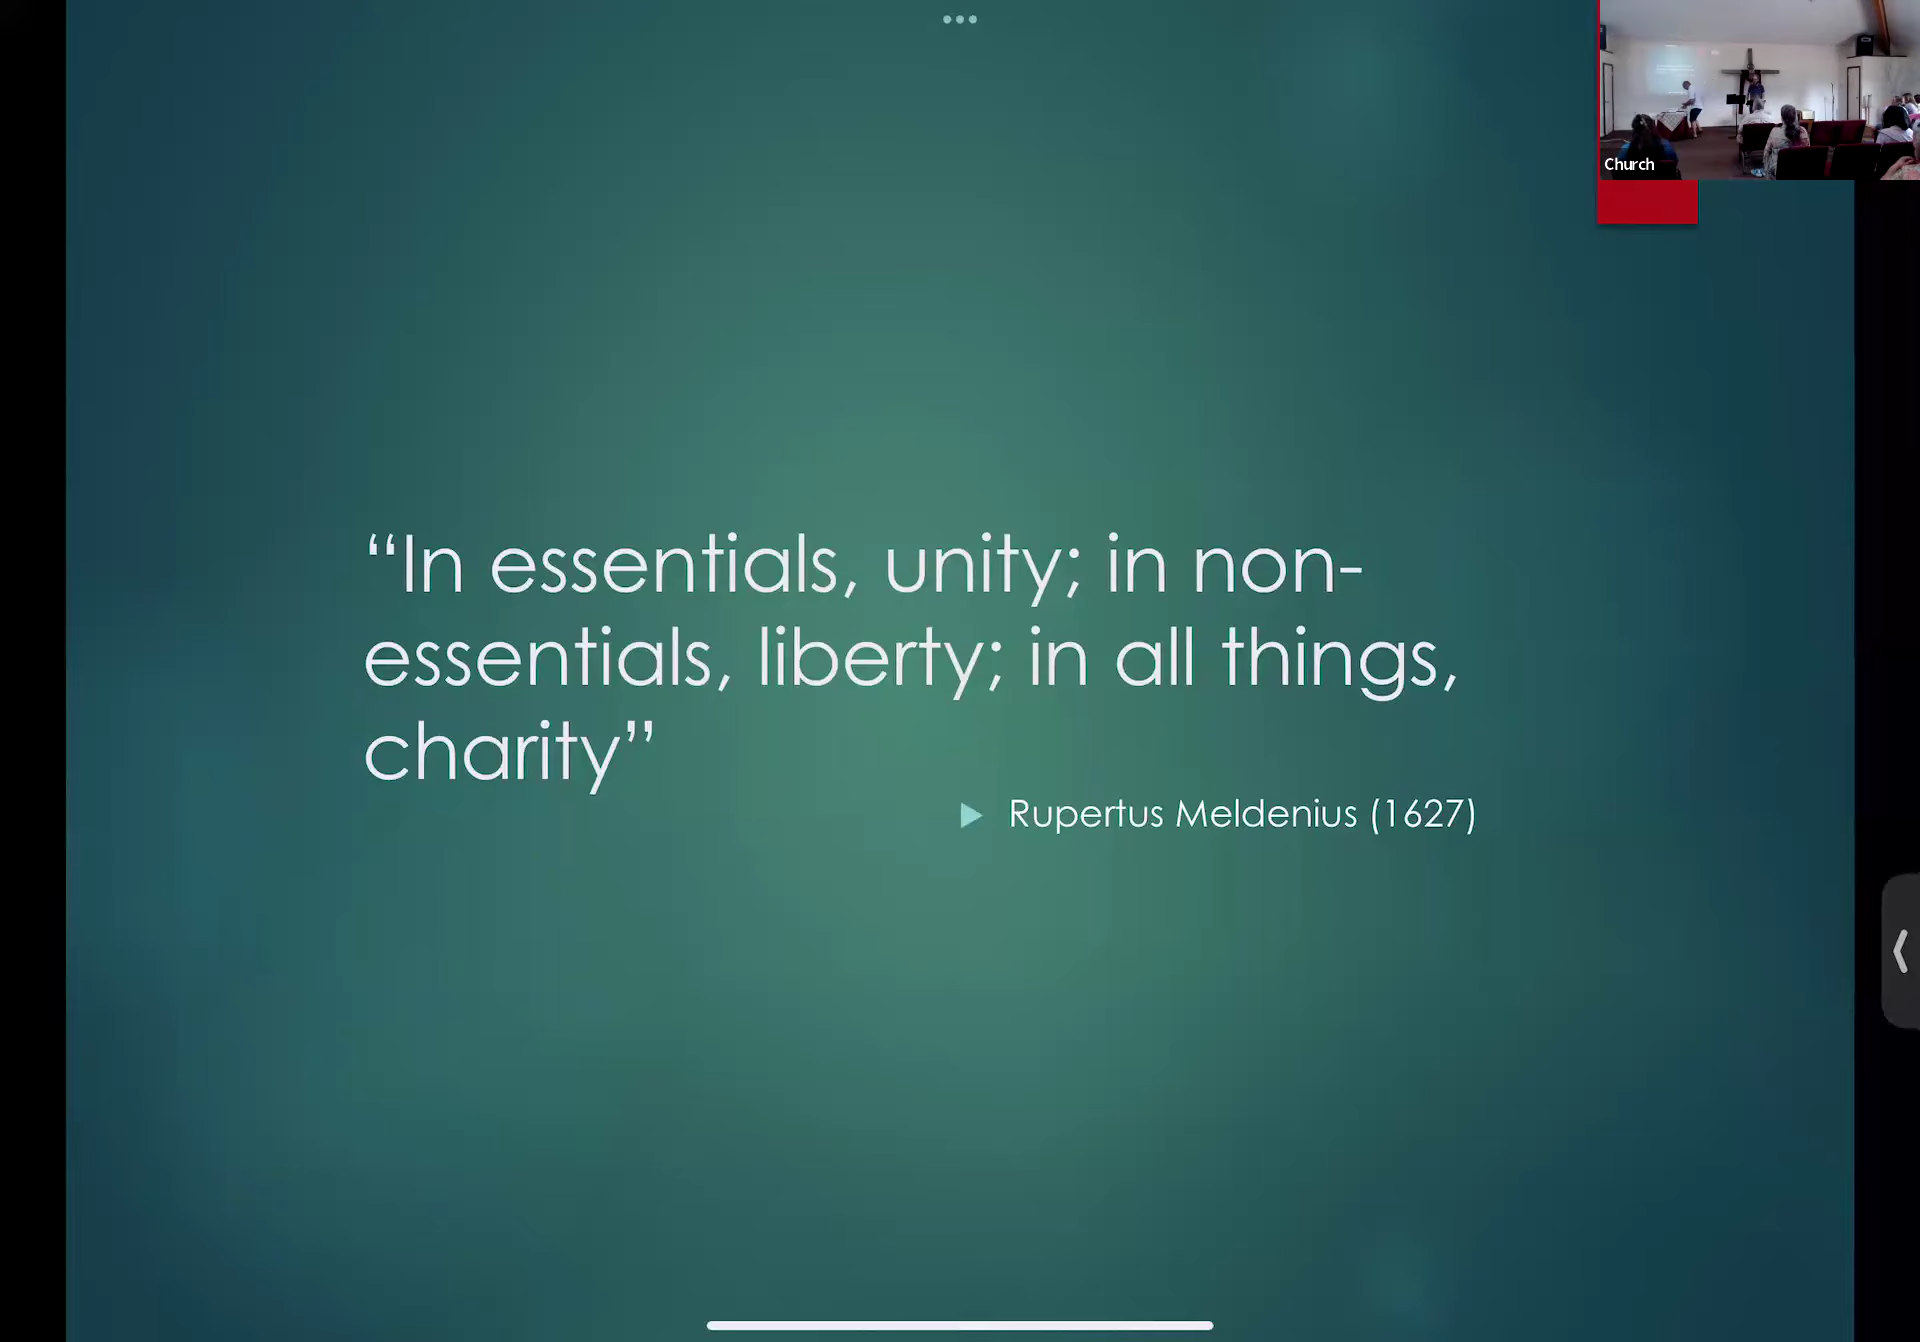 Church
“In essentials, unity; in non-
essentials, liberty; in all things,
charity”
Rupertus Meldenius (1627)